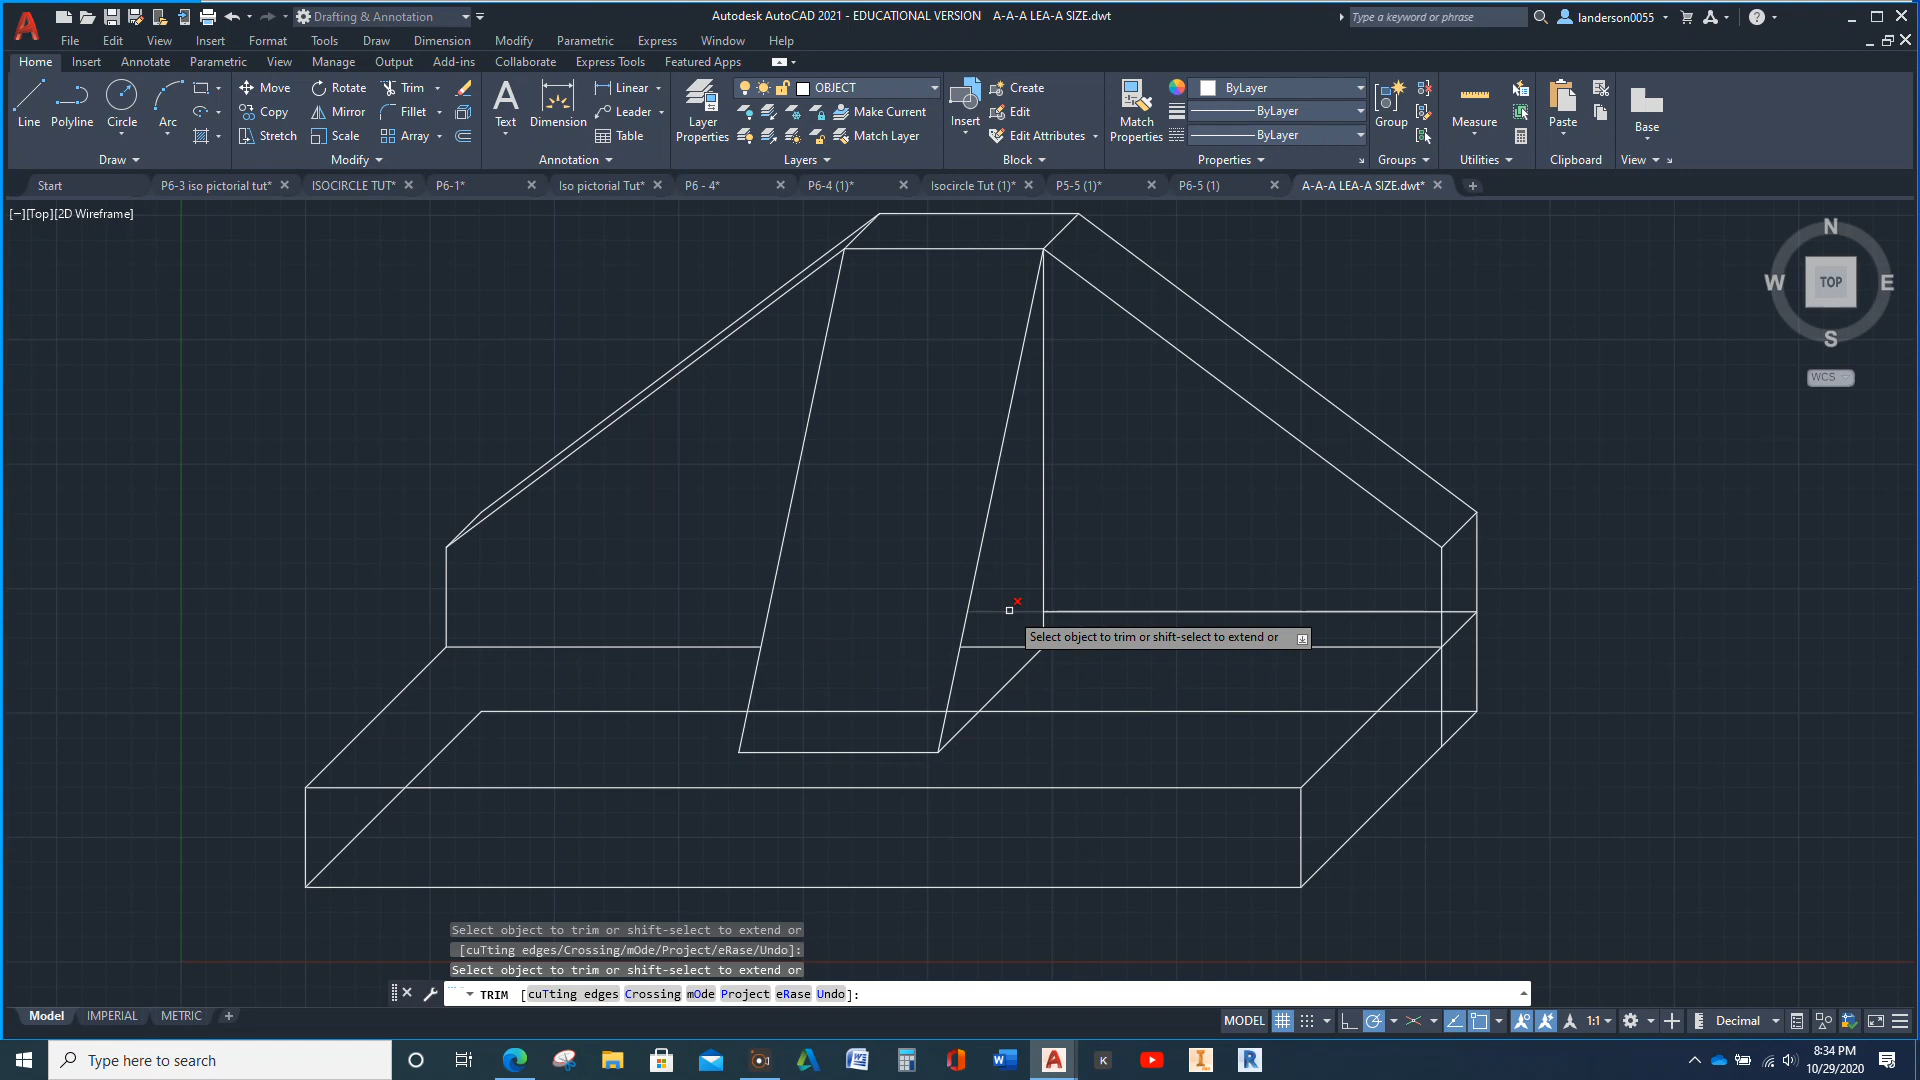 Drafting & Annotation
Autodesk AutoCAD 2021 - EDUCATIONAL VERSION A-A-A LEA-A SIZE.dwt
Type a keyword or phrase
landerson0055
File Edit View Insert Format Tools Draw Dimension Modify Parametric Express Window Help
Home Insert Annotate Parametric View Manage Output Add-ins Collaborate Express Tools Featured Apps
Line Polyline Circle Arc
Move Rotate Trim
Copy Mirror Fillet
Stretch Scale Array
Text Dimension
Linear
Leader
Table
Layer Properties
OBJECT
Make Current
Match Layer
Insert
Create
Edit
Edit Attributes
Match Properties
ByLayer
ByLayer
ByLayer
Group
Measure
Paste
Base
Draw Modify Annotation Layers Block Properties Groups Utilities Clipboard View
Start P6-3 iso pictorial tut* ISOCIRCLE TUT* P6-1* Iso pictorial Tut* P6 - 4* P6-4 (1)* Isocircle Tut (1)* P5-5 (1)* P6-5 (1) A-A-A LEA-A SIZE.dwt*
[−][Top][2D Wireframe]
N
W TOP E
S
WCS
Select object to trim or shift-select to extend or
Select object to trim or shift-select to extend or
[cuTting edges/Crossing/mOde/Project/eRase/Undo]:
Select object to trim or shift-select to extend or
TRIM [cuTting edges Crossing mOde Project eRase Undo]:
Model IMPERIAL METRIC
MODEL 1:1 Decimal
Type here to search
8:34 PM
10/29/2020